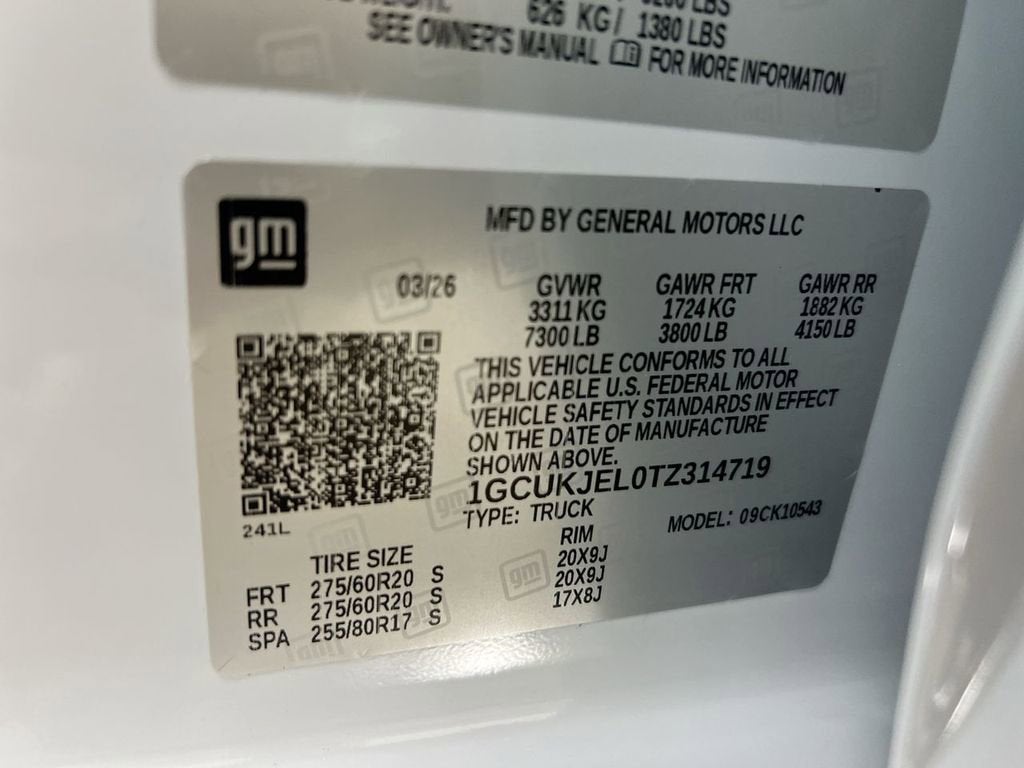 626 KG/ 1380 LBS
SEE OWNER'S MANUAL FOR MORE INFORMATION
gm
MFD BY GENERAL MOTORS LLC
03/26
GVWR GAWR FRT GAWR RR
3311 KG 1724 KG 1882 KG
7300 LB 3800 LB 4150 LB
THIS VEHICLE CONFORMS TO ALL
APPLICABLE U.S. FEDERAL MOTOR
VEHICLE SAFETY STANDARDS IN EFFECT
ON THE DATE OF MANUFACTURE
SHOWN ABOVE.
1GCUKJEL0TZ314719
TYPE: TRUCK MODEL: 09CK10543
241L
TIRE SIZE RIM
FRT 275/60R20 S 20X9J
RR 275/60R20 S 20X9J
SPA 255/80R17 S 17X8J